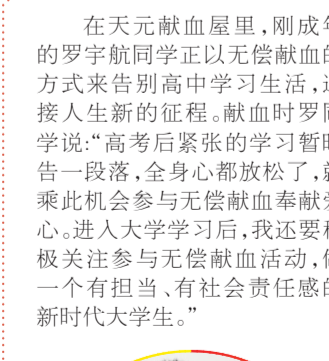 在天元献血屋里,刚成年
的罗宇航同学正以无偿献血的
方式来告别高中学习生活,迎
接人生新的征程。献血时罗同
学说:“高考后紧张的学习暂时
告一段落,全身心都放松了,就
乘此机会参与无偿献血奉献爱
心。进入大学学习后,我还要积
极关注参与无偿献血活动,做
一个有担当、有社会责任感的
新时代大学生。”